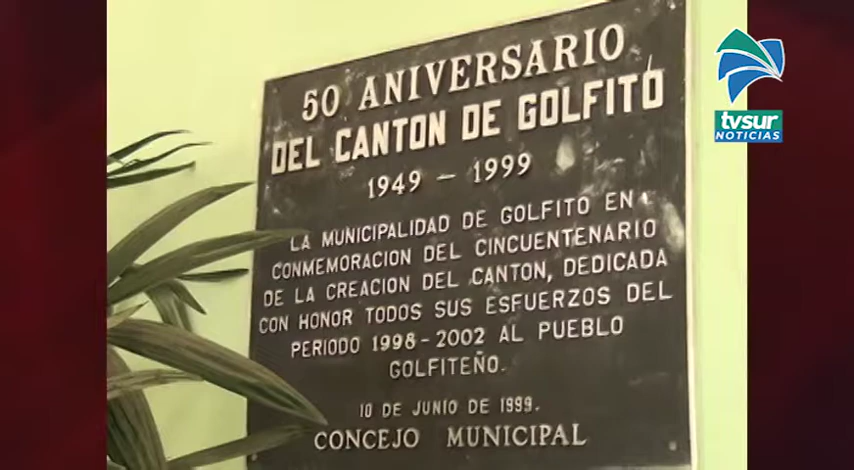 50 ANIVERSARIO
DEL CANTON DE GOLFITO
1949 - 1999
LA MUNICIPALIDAD DE GOLFITO EN
CONMEMORACION DEL CINCUENTENARIO
DE LA CREACION DEL CANTON, DEDICADA
CON HONOR TODOS SUS ESFUERZOS DEL
PERIODO 1998-2002 AL PUEBLO
GOLFITEÑO.
10 DE JUNIO DE 1999.
CONCEJO MUNICIPAL
tvsur
NOTICIAS